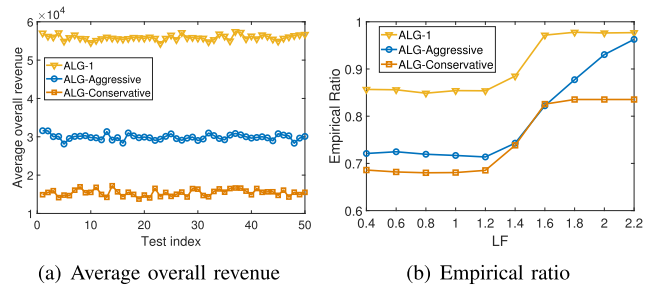 ×10⁴
6
5
4
3
2
1
0
10
20
30
40
50
Average overall revenue
Test index
ALG-1
ALG-Aggressive
ALG-Conservative
(a) Average overall revenue
1
0.9
0.8
0.7
0.6
0.4
0.6
0.8
1
1.2
1.4
1.6
1.8
2
2.2
Empirical Ratio
LF
ALG-1
ALG-Aggressive
ALG-Conservative
(b) Empirical ratio